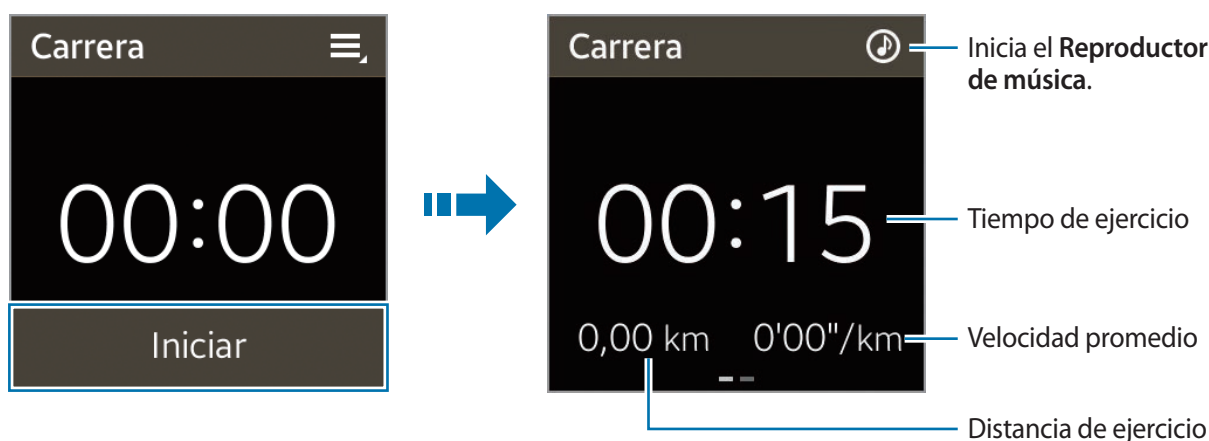 Carrera
00:00
Iniciar
Carrera
00:15
0,00 km 0'00"/km
Inicia el Reproductor
de música.
Tiempo de ejercicio
Velocidad promedio
Distancia de ejercicio